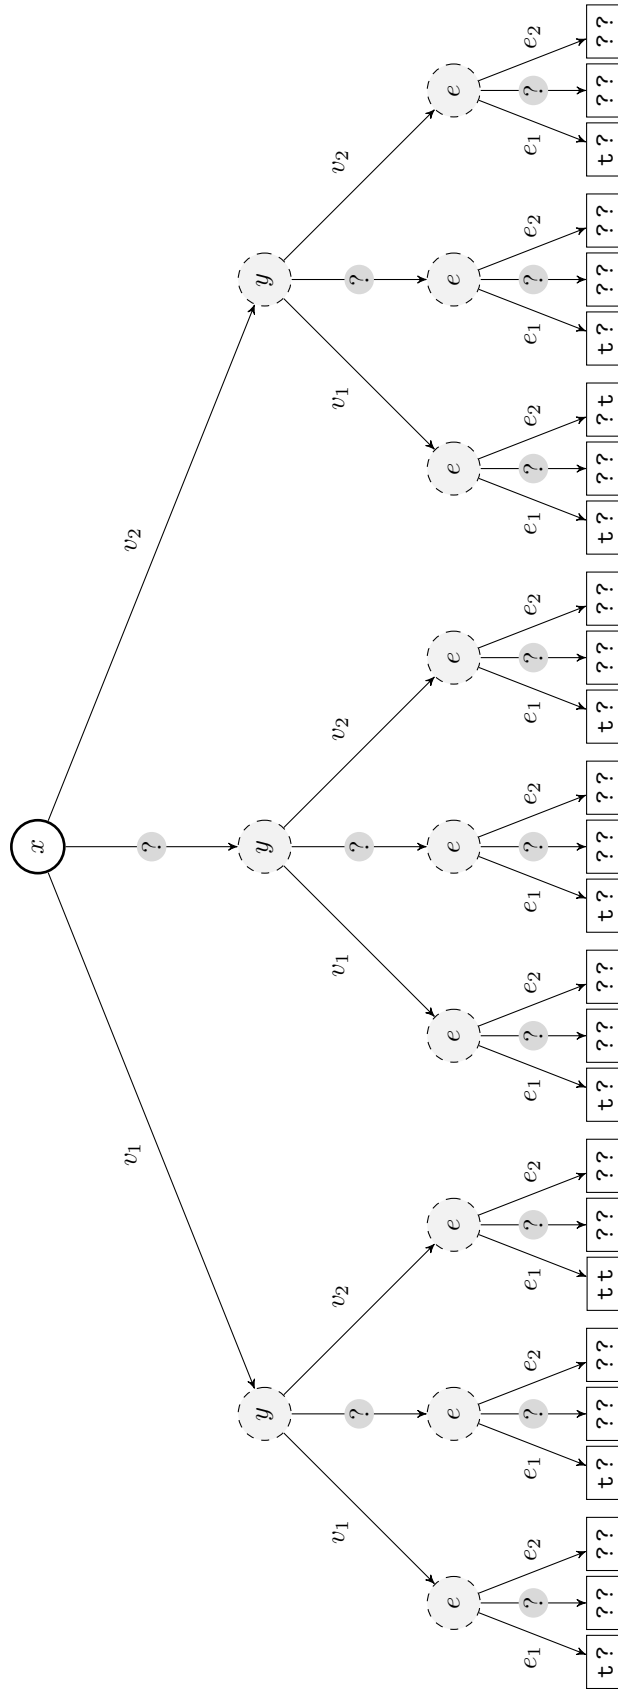 x
v₁ ? v₂
y y y
v₁ ? v₂ v₁ ? v₂ v₁ ? v₂
e e e e e e e e e
e₁ ? e₂ e₁ ? e₂ e₁ ? e₂ e₁ ? e₂ e₁ ? e₂ e₁ ? e₂ e₁ ? e₂ e₁ ? e₂ e₁ ? e₂
t? ?? ?? t? ?? ?? tt ?? ?? t? ?? ?? t? ?? ?? t? ?? ?? t? ?? ?t t? ?? ?? t? ?? ??